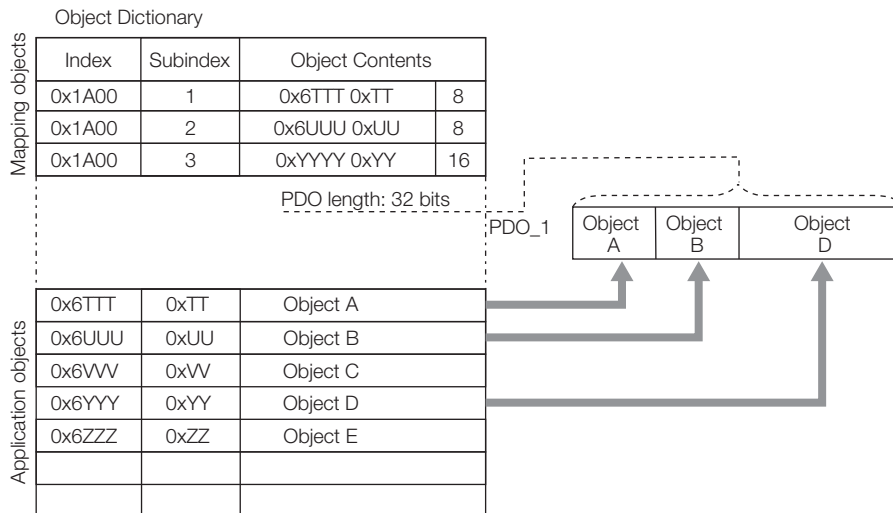 Object Dictionary
Mapping objects
Index Subindex Object Contents
0x1A00 1 0x6TTT 0xTT 8
0x1A00 2 0x6UUU 0xUU 8
0x1A00 3 0xYYYY 0xYY 16
PDO length: 32 bits
PDO_1
Object A
Object B
Object D
Application objects
0x6TTT 0xTT Object A
0x6UUU 0xUU Object B
0x6VVV 0xVV Object C
0x6YYY 0xYY Object D
0x6ZZZ 0xZZ Object E